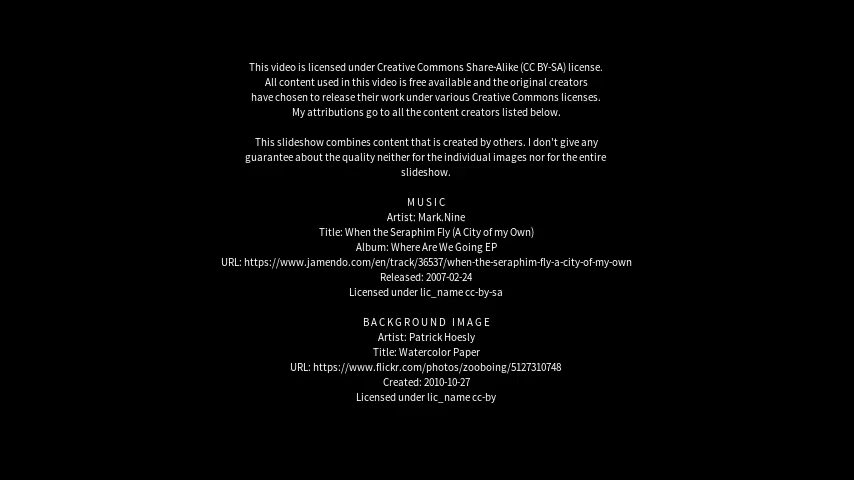 This video is licensed under Creative Commons Share-Alike (CC BY-SA) license.
All content used in this video is free available and the original creators
have chosen to release their work under various Creative Commons licenses.
My attributions go to all the content creators listed below.
This slideshow combines content that is created by others. I don't give any
guarantee about the quality neither for the individual images nor for the entire
slideshow.
MUSIC
Artist: Mark.Nine
Title: When the Seraphim Fly (A City of my Own)
Album: Where Are We Going EP
URL: https://www.jamendo.com/en/track/36537/when-the-seraphim-fly-a-city-of-my-own
Released: 2007-02-24
Licensed under lic_name cc-by-sa
BACKGROUND IMAGE
Artist: Patrick Hoesly
Title: Watercolor Paper
URL: https://www.flickr.com/photos/zooboing/5127310748
Created: 2010-10-27
Licensed under lic_name cc-by